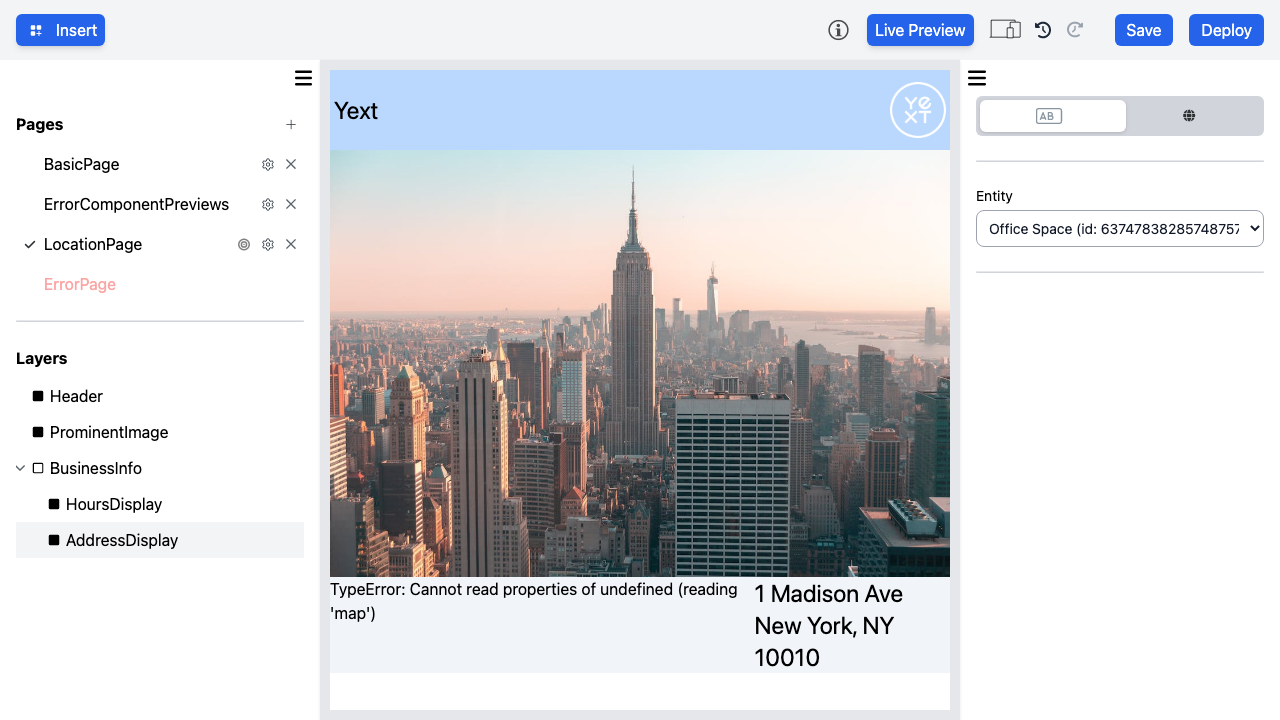 Insert
Live Preview
Save
Deploy
Pages
BasicPage
ErrorComponentPreviews
LocationPage
ErrorPage
Layers
Header
ProminentImage
BusinessInfo
HoursDisplay
AddressDisplay
Yext
YEXT
TypeError: Cannot read properties of undefined (reading
'map')
1 Madison Ave
New York, NY
10010
AB
Entity
Office Space (id: 63747838285748757